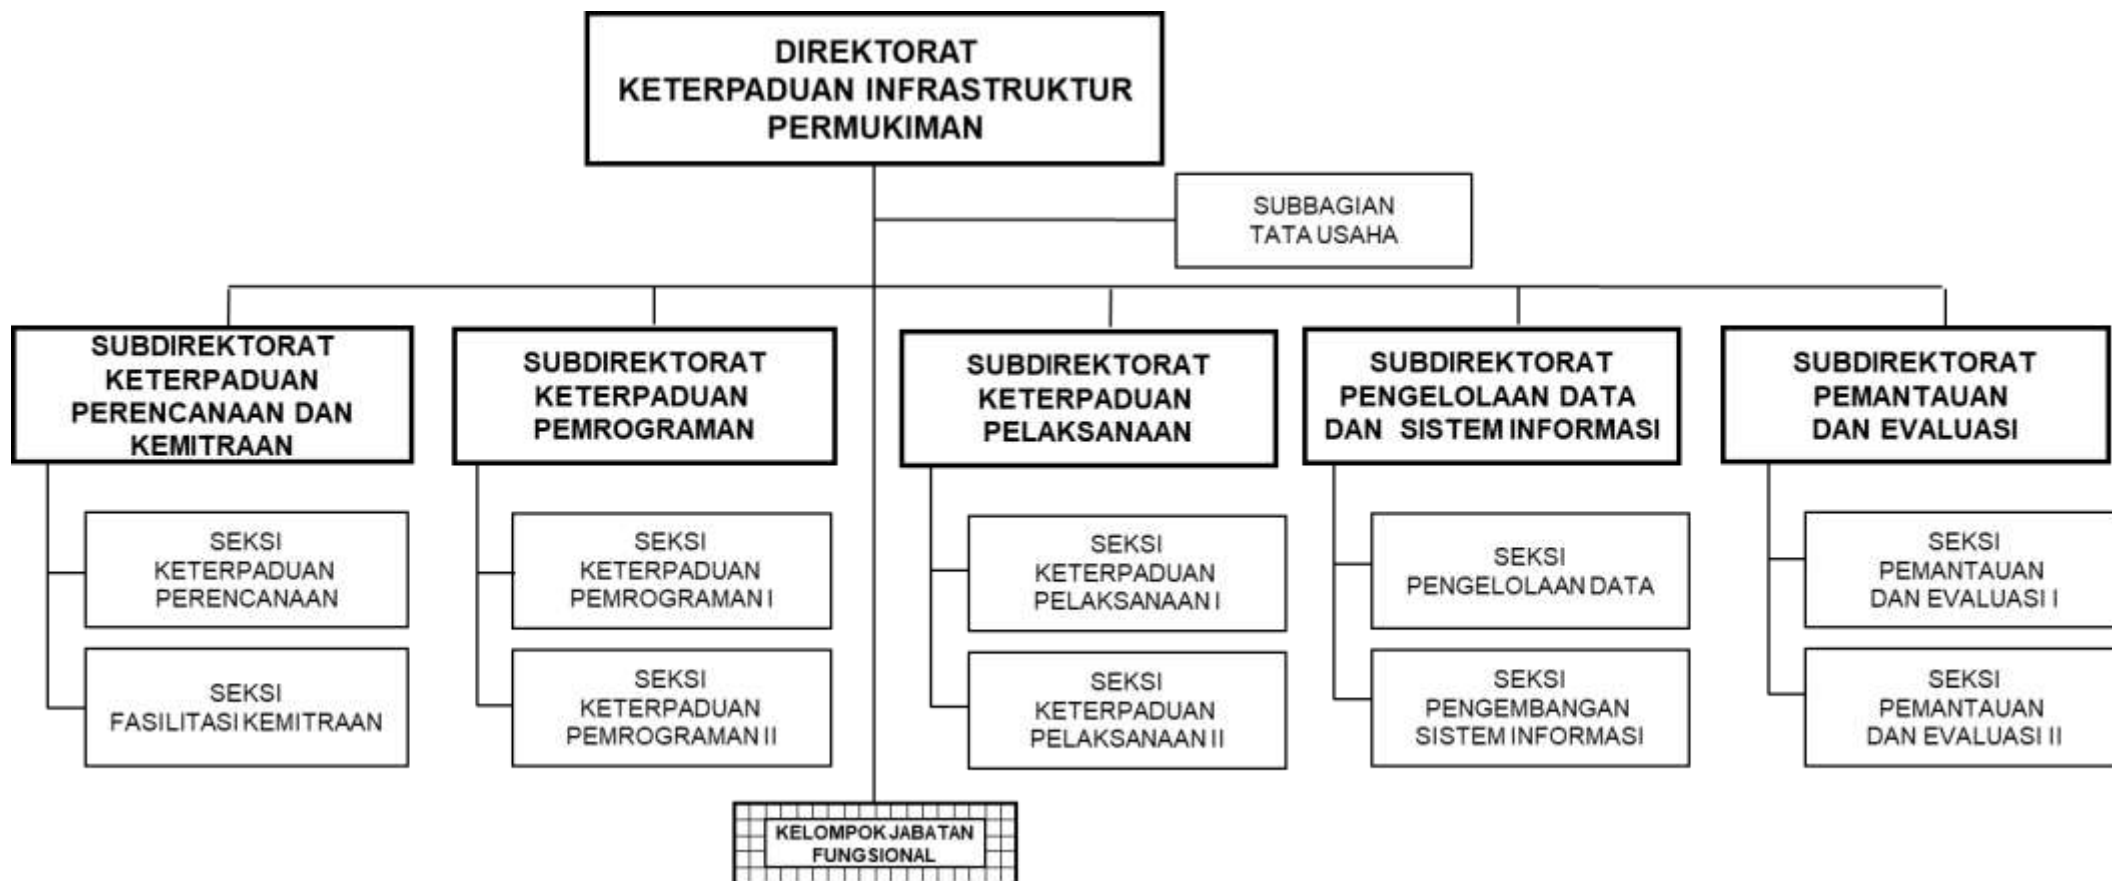 DIREKTORAT
KETERPADUAN INFRASTRUKTUR
PERMUKIMAN
SUBBAGIAN
TATA USAHA
SUBDIREKTORAT
KETERPADUAN
PERENCANAAN DAN
KEMITRAAN
SUBDIREKTORAT
KETERPADUAN
PEMROGRAMAN
SUBDIREKTORAT
KETERPADUAN
PELAKSANAAN
SUBDIREKTORAT
PENGELOLAAN DATA
DAN SISTEM INFORMASI
SUBDIREKTORAT
PEMANTAUAN
DAN EVALUASI
SEKSI
KETERPADUAN
PERENCANAAN
SEKSI
KETERPADUAN
PEMROGRAMAN I
SEKSI
KETERPADUAN
PELAKSANAAN I
SEKSI
PENGELOLAAN DATA
SEKSI
PEMANTAUAN
DAN EVALUASI I
SEKSI
FASILITASI KEMITRAAN
SEKSI
KETERPADUAN
PEMROGRAMAN II
SEKSI
KETERPADUAN
PELAKSANAAN II
SEKSI
PENGEMBANGAN
SISTEM INFORMASI
SEKSI
PEMANTAUAN
DAN EVALUASI II
KELOMPOK JABATAN
FUNGSIONAL